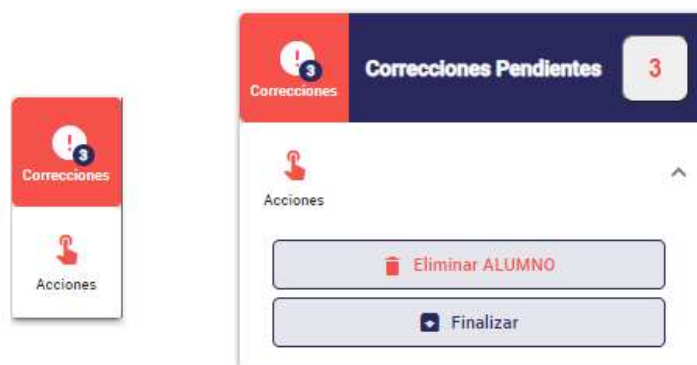 3
Correcciones
Acciones
3
Correcciones
Correcciones Pendientes
3
Acciones
Eliminar ALUMNO
Finalizar